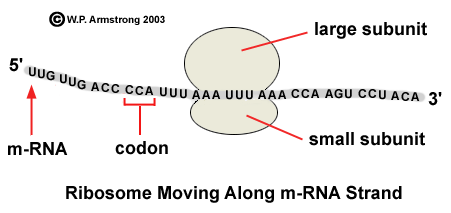 © W.P. Armstrong 2003
large subunit
5' UUG UUG ACC CCA UUU AAA UUU AAA CCA AGU CCU ACA 3'
m-RNA
codon
small subunit
Ribosome Moving Along m-RNA Strand